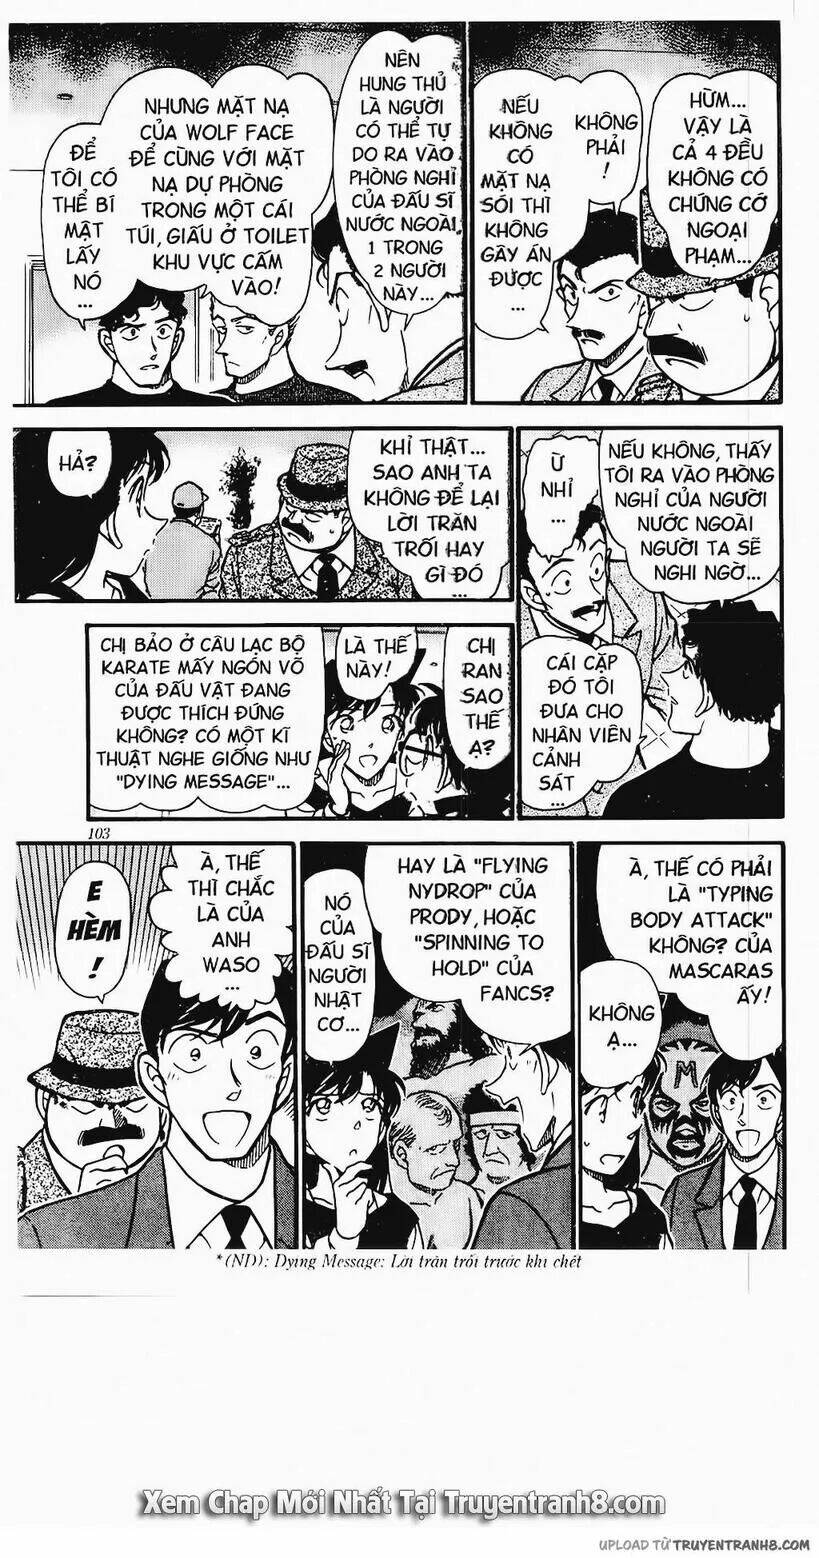 HỪM...
VẬY LÀ
CẢ 4 ĐỀU
KHÔNG CÓ
CHỨNG CỚ
NGOẠI
PHẠM...
KHÔNG
PHẢI
!
NẾU
KHÔNG
CÓ
MẶT NẠ
SÓI THÌ
KHÔNG
GÂY ÁN
ĐƯỢC
...
NÊN
HUNG THỦ
LÀ NGƯỜI
CÓ THỂ TỰ
DO RA VÀO
PHÒNG NGHỈ
CỦA ĐẤU SĨ
NƯỚC NGOÀI,
1 TRONG
2 NGƯỜI
NÀY...
NHƯNG MẶT NẠ
CỦA WOLF FACE
ĐỂ CÙNG VỚI MẶT
NẠ DỰ PHÒNG
TRONG MỘT CÁI
TÚI, GIẤU Ở TOILET
KHU VỰC CẤM
VÀO!
ĐỂ
TÔI CÓ
THỂ BÍ
MẬT
LẤY
NÓ
...
NẾU KHÔNG, THẤY
TÔI RA VÀO PHÒNG
NGHỈ CỦA NGƯỜI
NƯỚC NGOÀI
NGƯỜI TA SẼ
NGHI NGỜ...
Ừ
NHỈ
...
CÁI CẶP
ĐÓ TÔI
ĐƯA CHO
NHÂN VIÊN
CẢNH
SÁT
...
KHỈ THẬT...
SAO ANH TA
KHÔNG ĐỂ LẠI
LỜI TRĂN
TRỐI HAY
GÌ ĐÓ
...
HẢ?
CHỊ
RAN
SAO
THẾ
Ạ?
LÀ THẾ
NÀY!
CHỊ BẢO Ở CÂU LẠC BỘ
KARATE MẤY NGÓN VÕ
CỦA ĐẤU VẬT ĐANG
ĐƯỢC THÍCH ĐỨNG
KHÔNG? CÓ MỘT KĨ
THUẬT NGHE GIỐNG NHƯ
"DYING MESSAGE"...
103
À, THẾ CÓ PHẢI
LÀ "TYPING
BODY ATTACK"
KHÔNG? CỦA
MASCARAS
ẤY!
KHÔNG
Ạ...
HAY LÀ "FLYING
NYDROP" CỦA
PRODY, HOẶC
"SPINNING TO
HOLD" CỦA
FANCS?
NÓ
CỦA
ĐẤU SĨ
NGƯỜI
NHẬT
CƠ...
M
À, THẾ
THÌ CHẮC
LÀ CỦA
ANH
WASO
...
E
HÈM
!
*(ND): Dying Message: Lời trăn trối trước khi chết
Xem Chap Mới Nhất Tại Truyentranh8.com
UPLOAD TỪ TRUYENTRANH8.COM